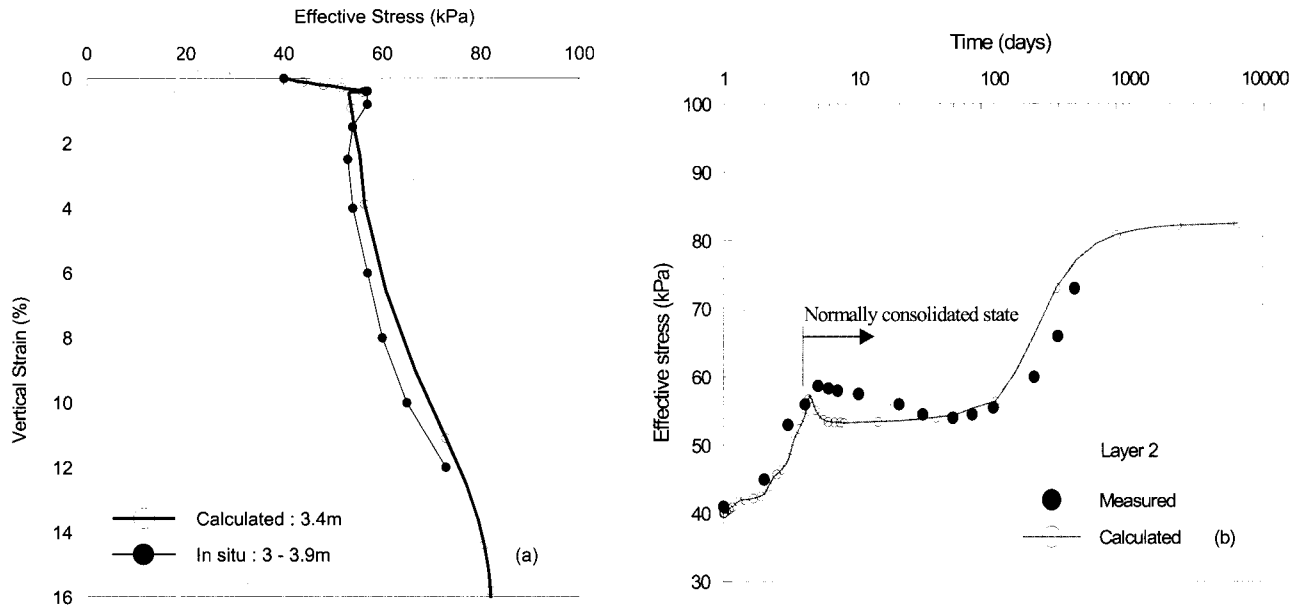 Effective Stress (kPa)
0 20 40 60 80 100
0
2
4
6
8
10
12
14
16
Vertical Strain (%)
Calculated : 3.4m
In situ : 3 - 3.9m
(a)
Time (days)
1 10 100 1000 10000
100
90
80
70
60
50
40
30
Effective stress (kPa)
Normally consolidated state
Layer 2
Measured
Calculated
(b)